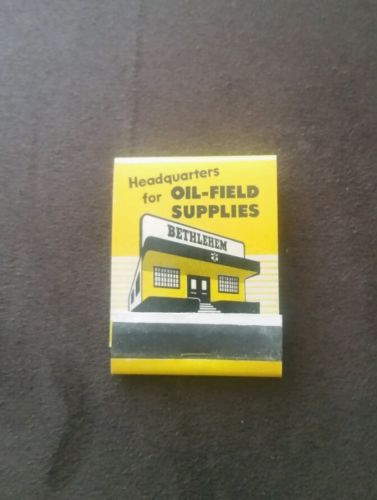 Headquarters
for OIL-FIELD
SUPPLIES
BETHLEHEM